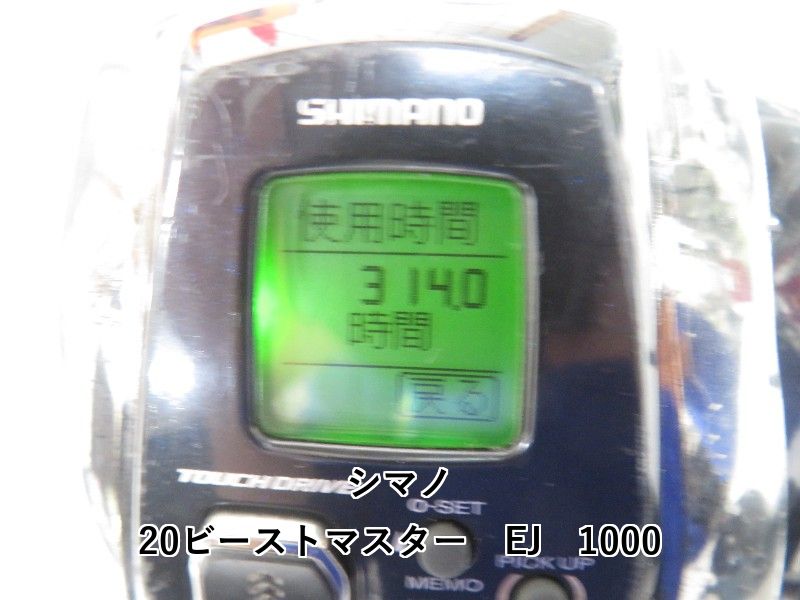 SHIMANO
使用時間
314.0
時間
戻る
TOUCH DRIVE
シマノ
0-SET
20ビーストマスター　EJ　1000
PICK UP
MEMO